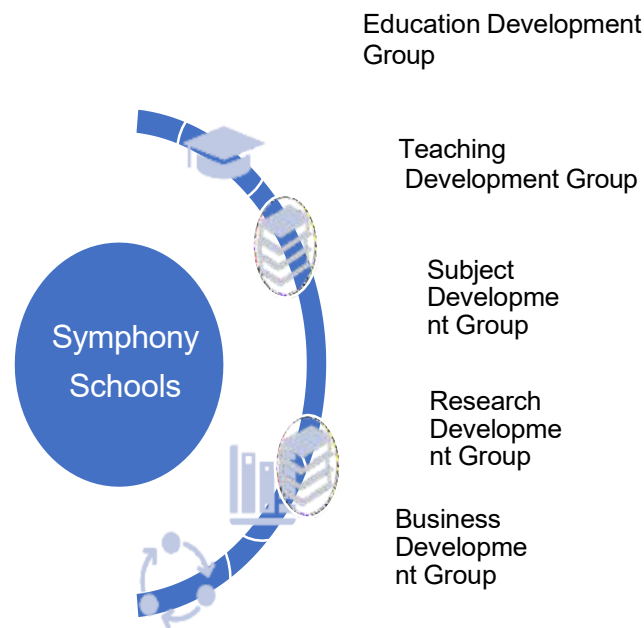 Education Development
Group
Teaching
Development Group
Subject
Developme
nt Group
Symphony
Schools
Research
Developme
nt Group
Business
Developme
nt Group